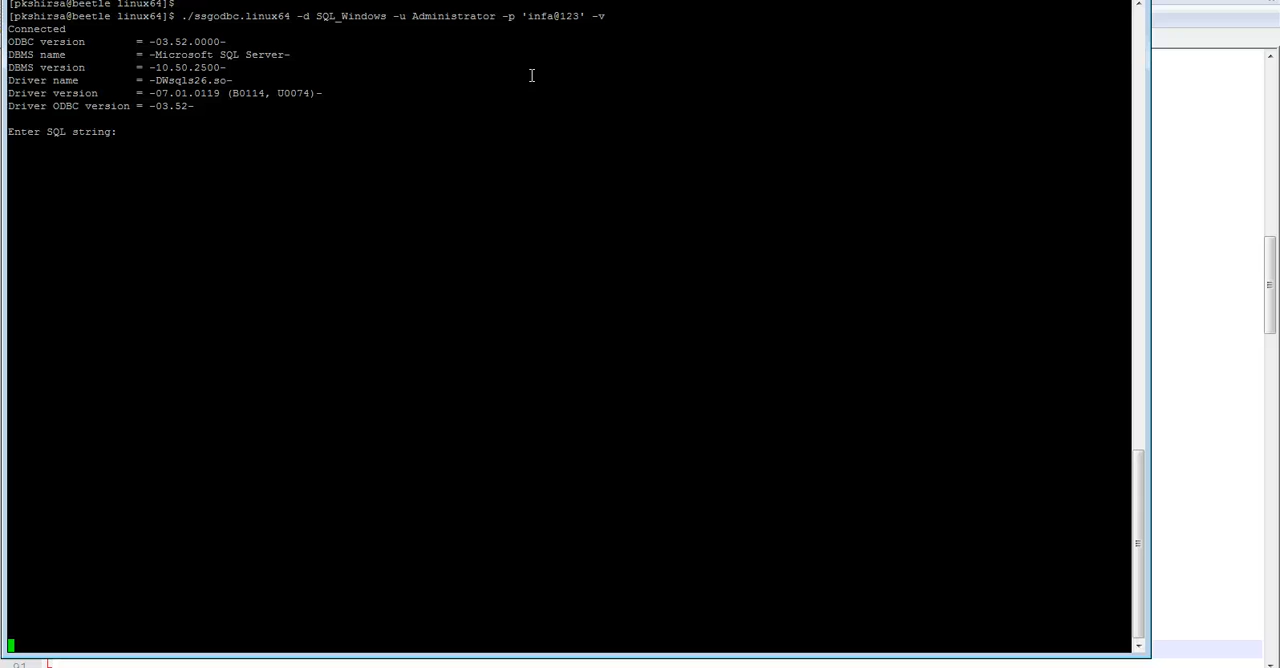 [pkshirsa@beetle linux64]$
[pkshirsa@beetle linux64]$ ./ssgodbc.linux64 -d SQL_Windows -u Administrator -p 'infa@123' -v
Connected
ODBC version        = -03.52.0000-
DBMS name           = -Microsoft SQL Server-
DBMS version        = -10.50.2500-
Driver name         = -DWsqls26.so-
Driver version      = -07.01.0119 (B0114, U0074)-
Driver ODBC version = -03.52-
Enter SQL string:
91